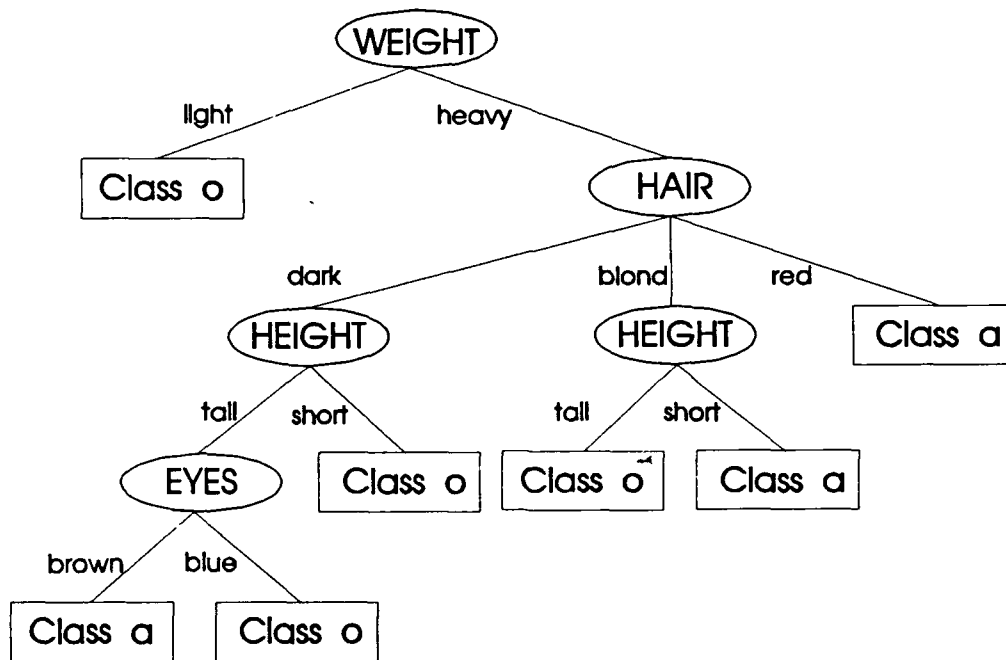 WEIGHT
light heavy
Class o
HAIR
dark blond red
HEIGHT HEIGHT Class a
tall short tall short
EYES Class o Class o Class a
brown blue
Class a Class o